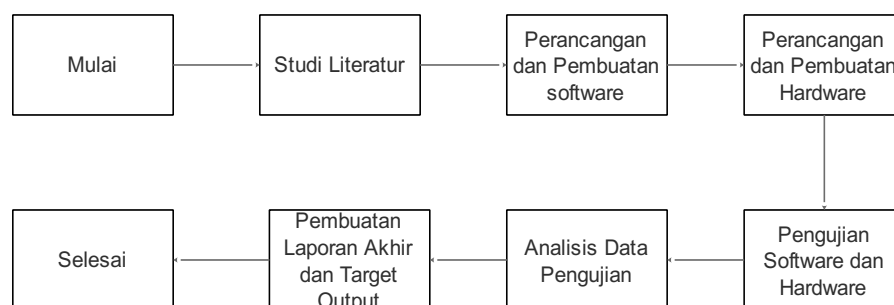 Mulai
Studi Literatur
Perancangan
dan Pembuatan
software
Perancangan
dan Pembuatan
Hardware
Pengujian
Software dan
Hardware
Analisis Data
Pengujian
Pembuatan
Laporan Akhir
dan Target
Output
Selesai